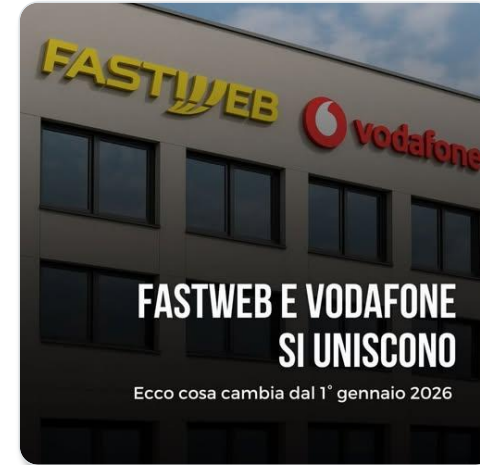 FASTWEB
vodafone
FASTWEB E VODAFONE
SI UNISCONO
Ecco cosa cambia dal 1° gennaio 2026